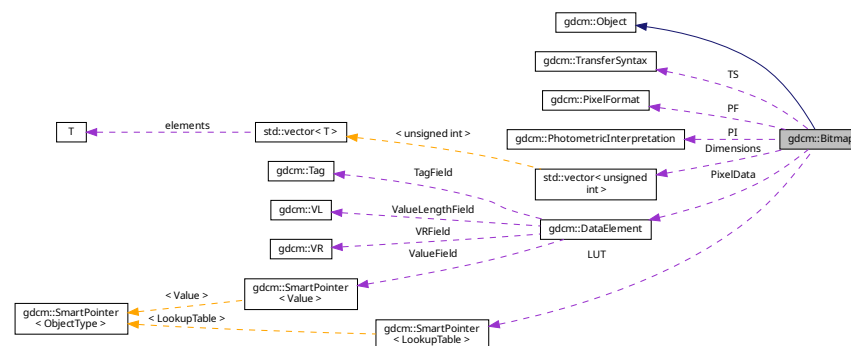 gdcm::Object
gdcm::TransferSyntax
TS
gdcm::PixelFormat
PF
T
elements
std::vector< T >
< unsigned int >
gdcm::PhotometricInterpretation
PI
gdcm::Bitmap
Dimensions
gdcm::Tag
TagField
std::vector< unsigned
int >
PixelData
gdcm::VL
ValueLengthField
gdcm::VR
VRField
gdcm::DataElement
ValueField
LUT
gdcm::SmartPointer
< Value >
< Value >
gdcm::SmartPointer
< ObjectType >
< LookupTable >
gdcm::SmartPointer
< LookupTable >